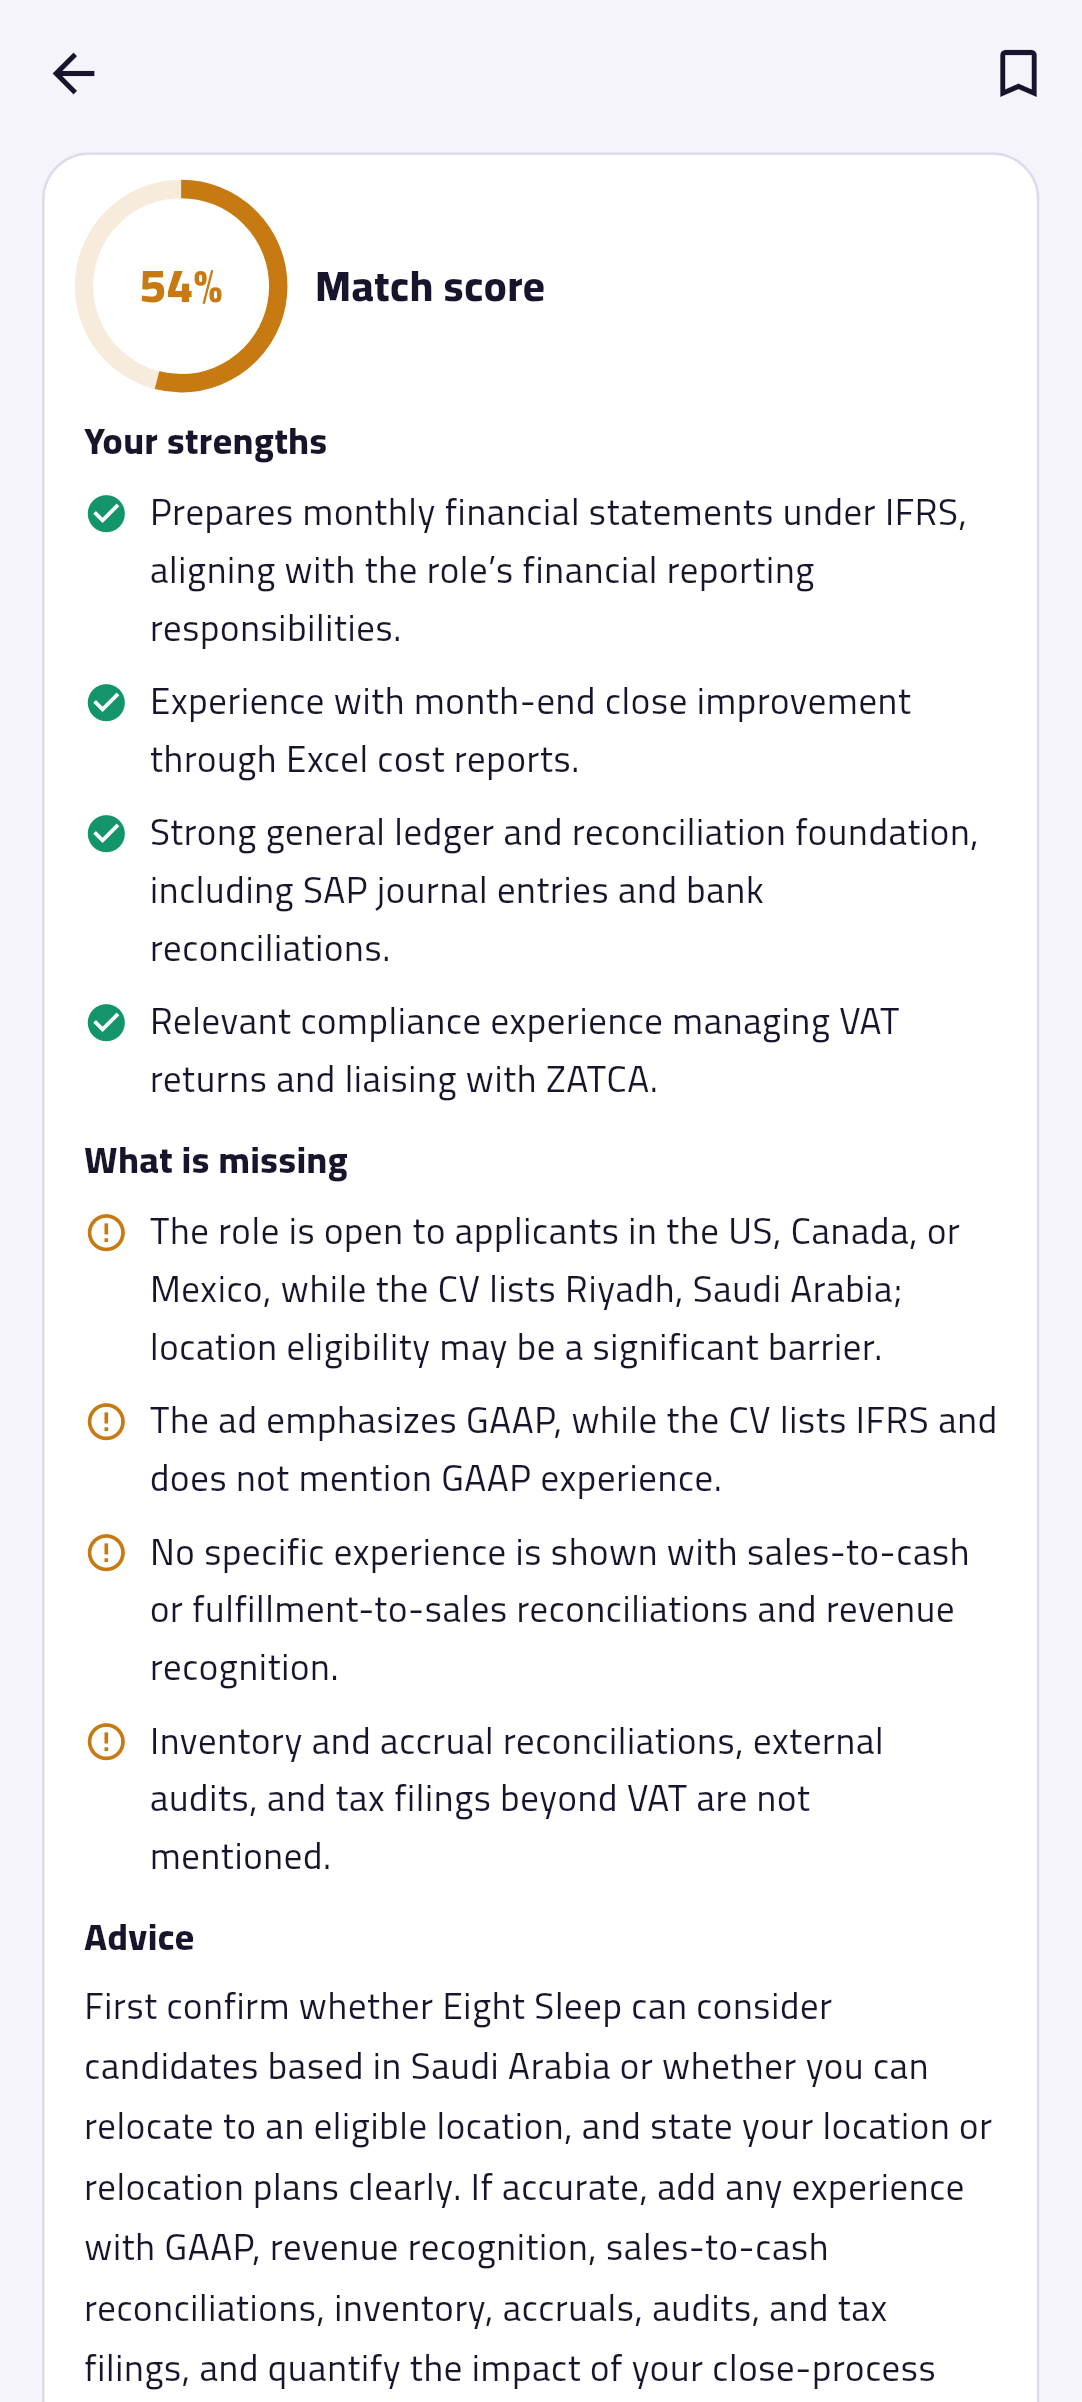 54%
Match score
Your strengths
Prepares monthly financial statements under IFRS,
aligning with the role’s financial reporting
responsibilities.
Experience with month-end close improvement
through Excel cost reports.
Strong general ledger and reconciliation foundation,
including SAP journal entries and bank
reconciliations.
Relevant compliance experience managing VAT
returns and liaising with ZATCA.
What is missing
The role is open to applicants in the US, Canada, or
Mexico, while the CV lists Riyadh, Saudi Arabia;
location eligibility may be a significant barrier.
The ad emphasizes GAAP, while the CV lists IFRS and
does not mention GAAP experience.
No specific experience is shown with sales-to-cash
or fulfillment-to-sales reconciliations and revenue
recognition.
Inventory and accrual reconciliations, external
audits, and tax filings beyond VAT are not
mentioned.
Advice
First confirm whether Eight Sleep can consider
candidates based in Saudi Arabia or whether you can
relocate to an eligible location, and state your location or
relocation plans clearly. If accurate, add any experience
with GAAP, revenue recognition, sales-to-cash
reconciliations, inventory, accruals, audits, and tax
filings, and quantify the impact of your close-process